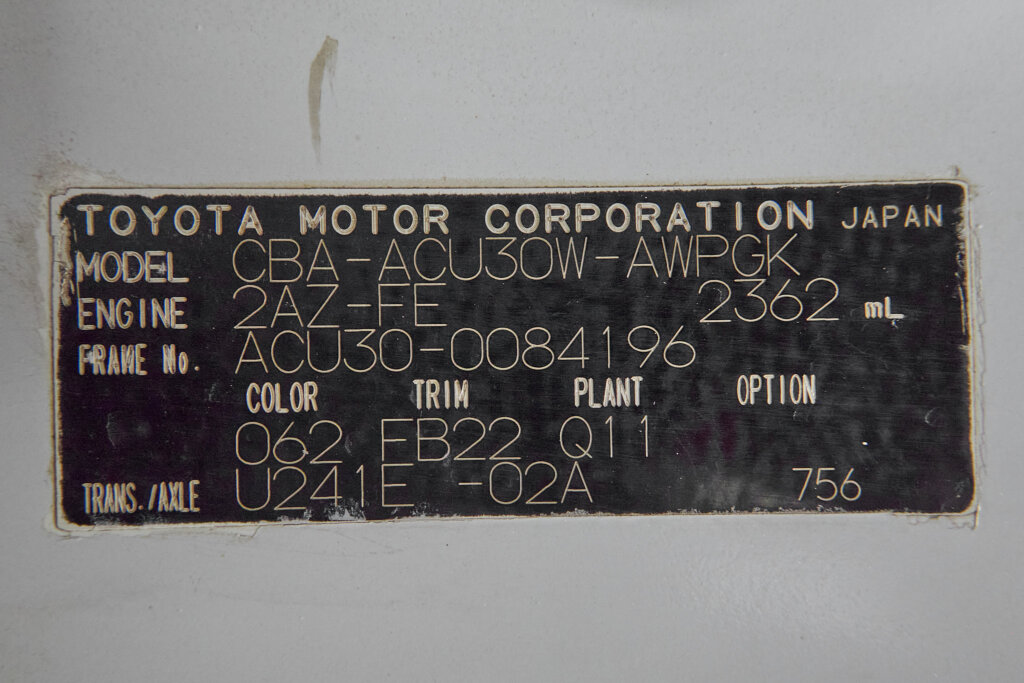 TOYOTA MOTOR CORPORATION JAPAN
MODEL CBA-ACU30W-AWPGK
ENGINE 2AZ-FE 2362 mL
FRAME No. ACU30-0084196
COLOR TRIM PLANT OPTION
062 FB22 Q11
TRANS./AXLE U241E -02A 756